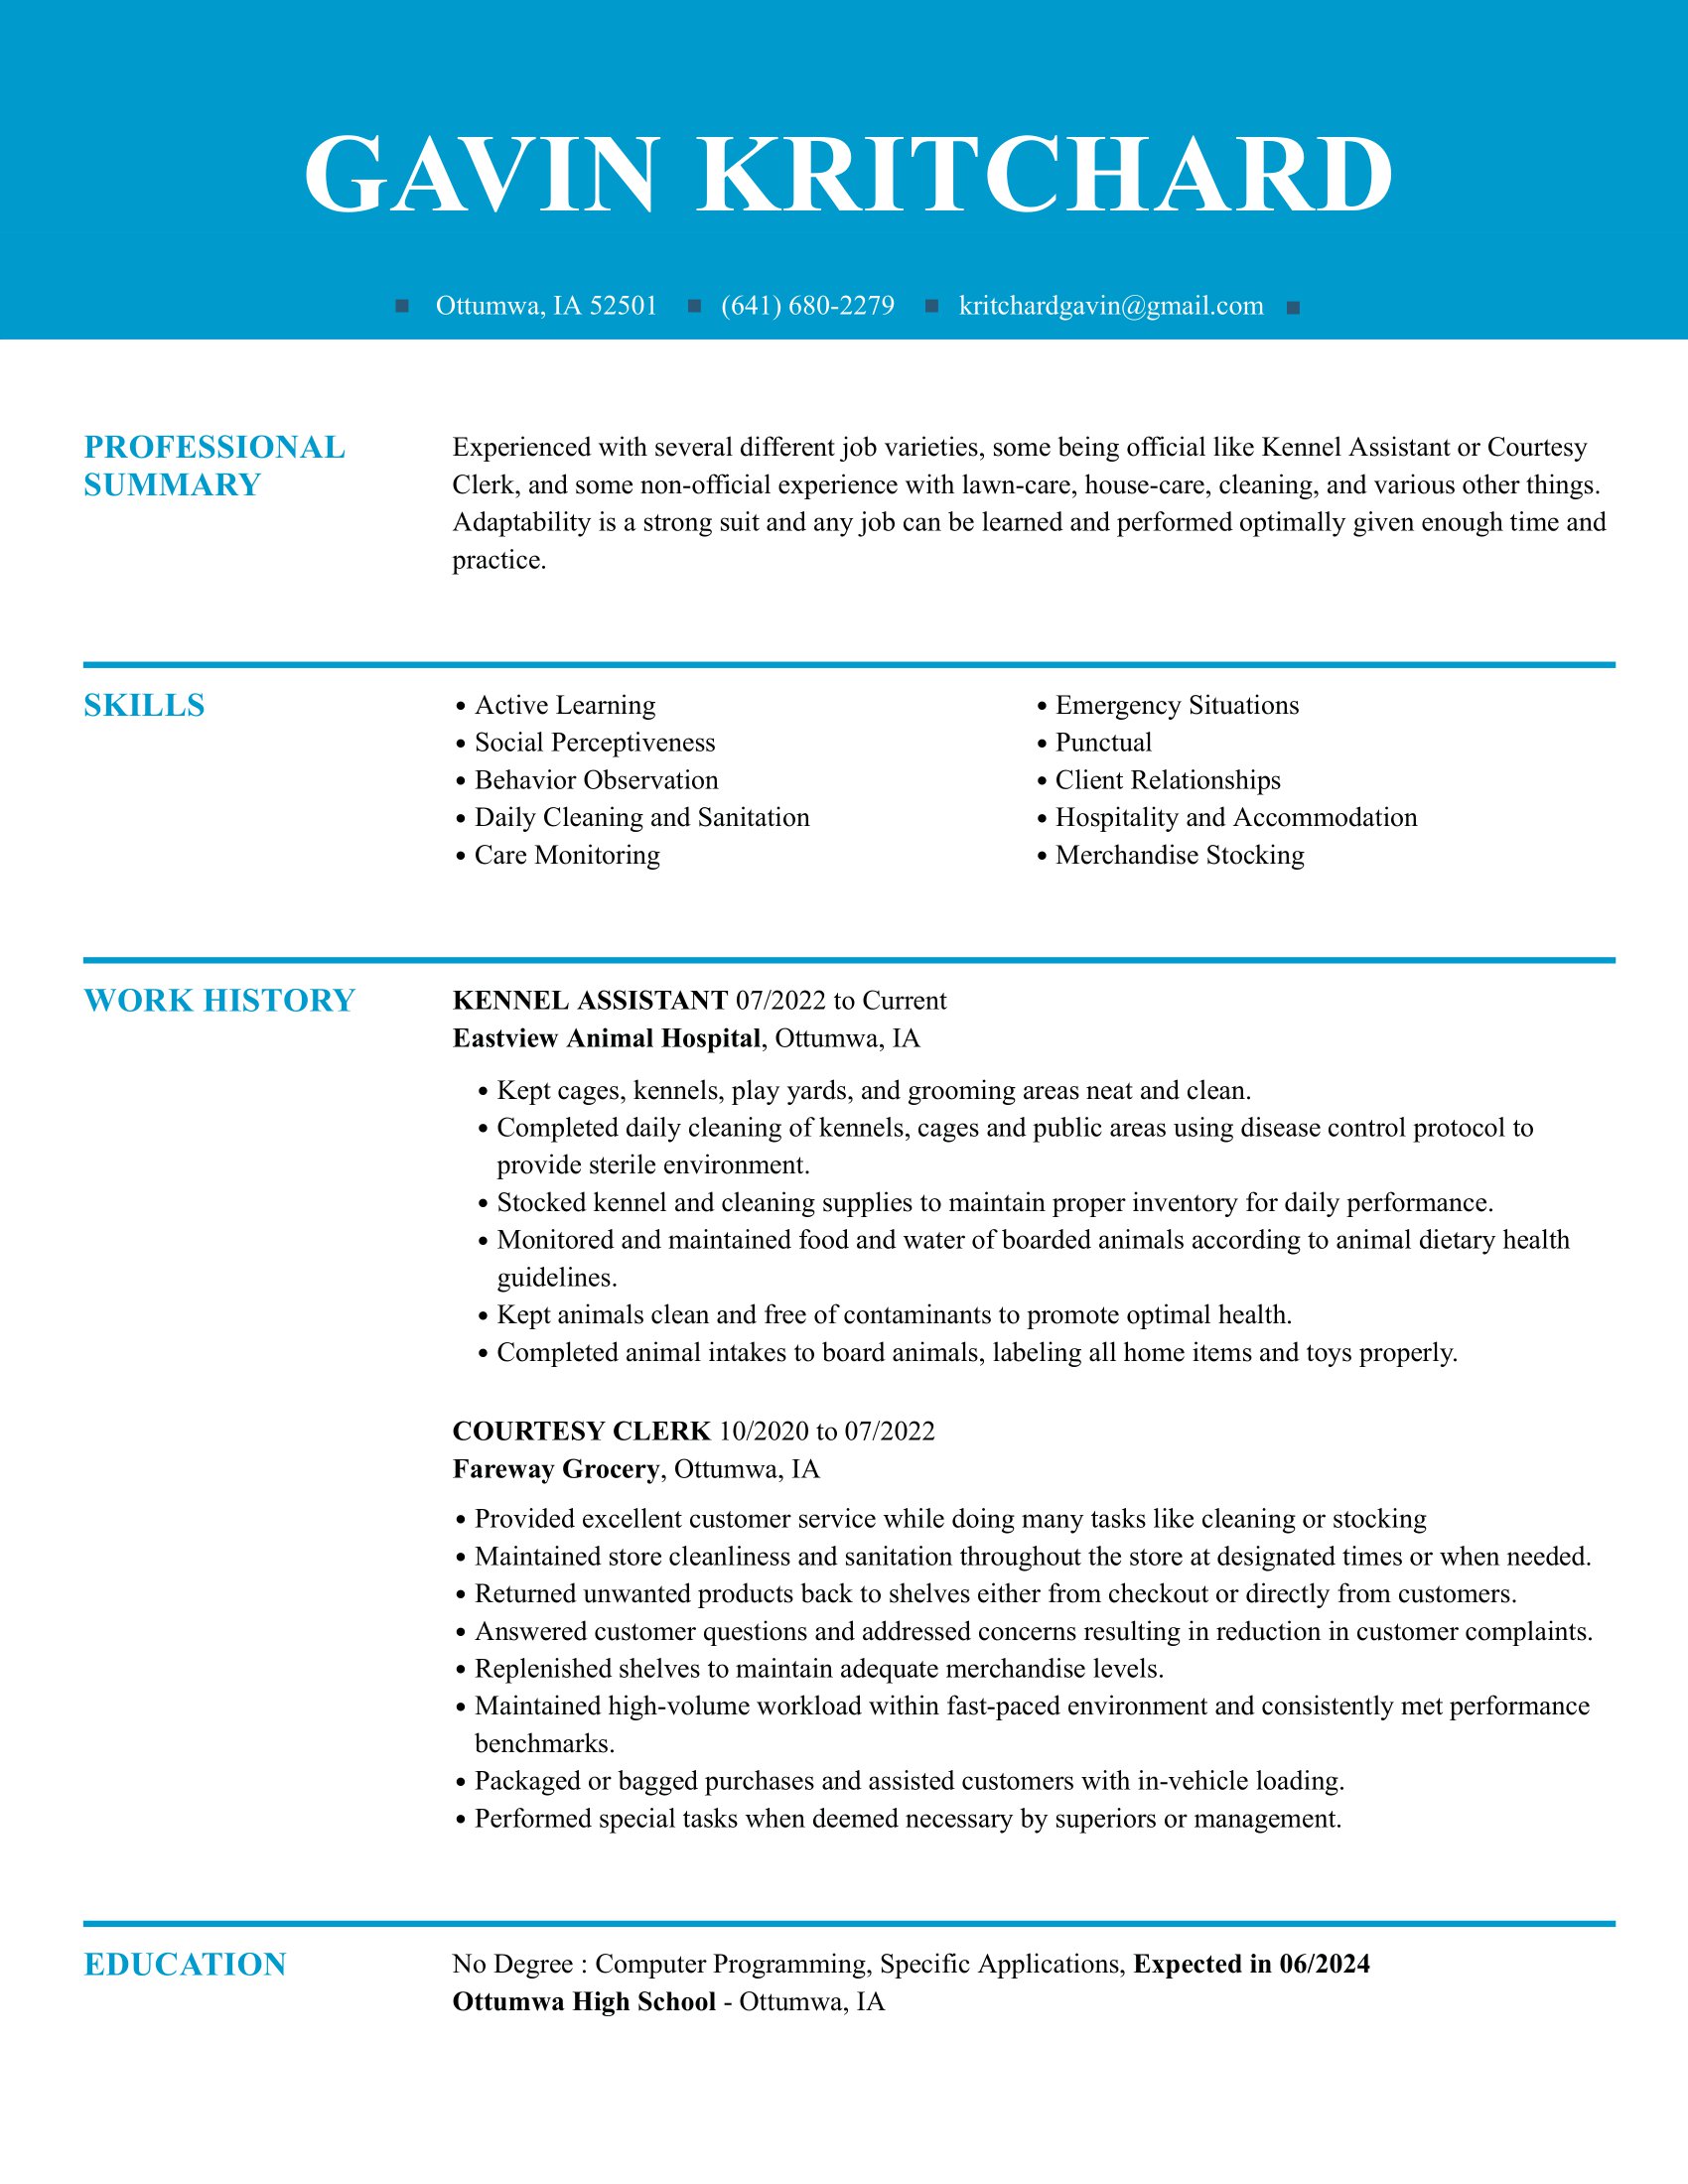 GAVIN KRITCHARD
Ottumwa, IA 52501 (641) 680-2279 kritchardgavin@gmail.com
PROFESSIONAL SUMMARY
Experienced with several different job varieties, some being official like Kennel Assistant or Courtesy
Clerk, and some non-official experience with lawn-care, house-care, cleaning, and various other things.
Adaptability is a strong suit and any job can be learned and performed optimally given enough time and
practice.
SKILLS
• Active Learning
• Social Perceptiveness
• Behavior Observation
• Daily Cleaning and Sanitation
• Care Monitoring
• Emergency Situations
• Punctual
• Client Relationships
• Hospitality and Accommodation
• Merchandise Stocking
WORK HISTORY
KENNEL ASSISTANT 07/2022 to Current
Eastview Animal Hospital, Ottumwa, IA
• Kept cages, kennels, play yards, and grooming areas neat and clean.
• Completed daily cleaning of kennels, cages and public areas using disease control protocol to
provide sterile environment.
• Stocked kennel and cleaning supplies to maintain proper inventory for daily performance.
• Monitored and maintained food and water of boarded animals according to animal dietary health
guidelines.
• Kept animals clean and free of contaminants to promote optimal health.
• Completed animal intakes to board animals, labeling all home items and toys properly.
COURTESY CLERK 10/2020 to 07/2022
Fareway Grocery, Ottumwa, IA
• Provided excellent customer service while doing many tasks like cleaning or stocking
• Maintained store cleanliness and sanitation throughout the store at designated times or when needed.
• Returned unwanted products back to shelves either from checkout or directly from customers.
• Answered customer questions and addressed concerns resulting in reduction in customer complaints.
• Replenished shelves to maintain adequate merchandise levels.
• Maintained high-volume workload within fast-paced environment and consistently met performance
benchmarks.
• Packaged or bagged purchases and assisted customers with in-vehicle loading.
• Performed special tasks when deemed necessary by superiors or management.
EDUCATION
No Degree : Computer Programming, Specific Applications, Expected in 06/2024
Ottumwa High School - Ottumwa, IA